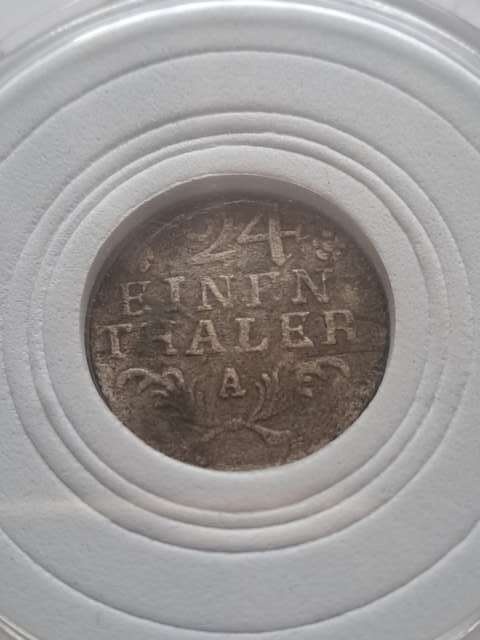 24
EINEN
THALER
A